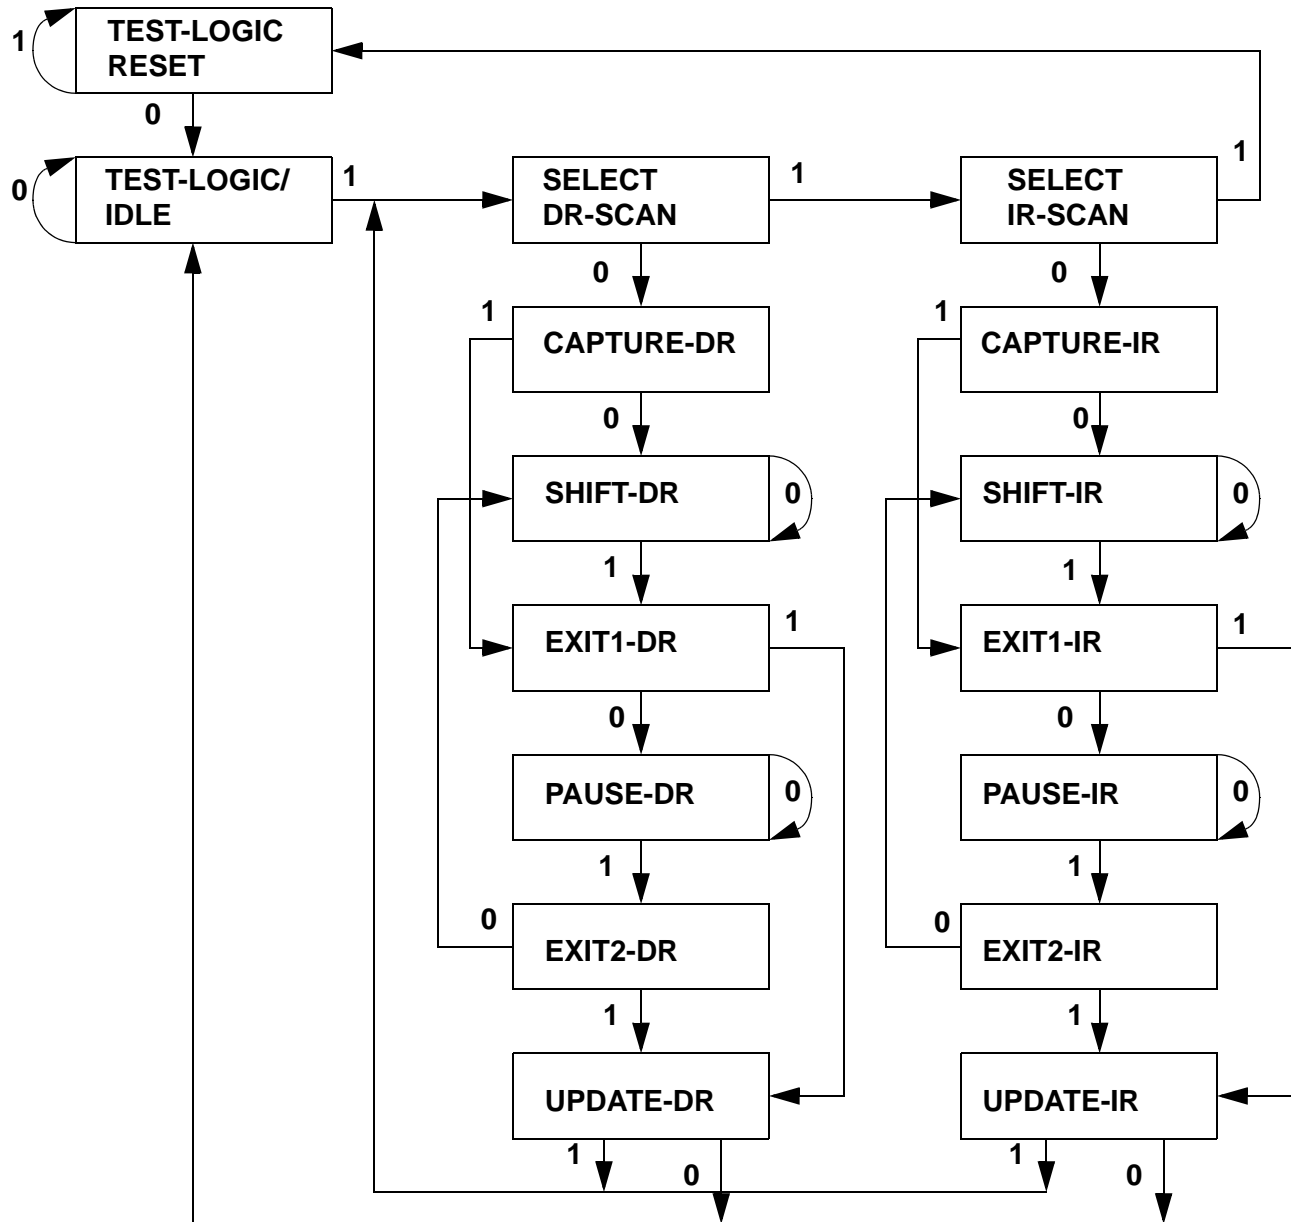 1
TEST-LOGIC
RESET
0
0
TEST-LOGIC/
IDLE
1
SELECT
DR-SCAN
1
SELECT
IR-SCAN
1
0
0
1
CAPTURE-DR
1
CAPTURE-IR
0
0
SHIFT-DR
0
SHIFT-IR
0
1
1
EXIT1-DR
1
EXIT1-IR
1
0
0
PAUSE-DR
0
PAUSE-IR
0
1
1
0
EXIT2-DR
0
EXIT2-IR
1
1
UPDATE-DR
UPDATE-IR
1
0
1
0